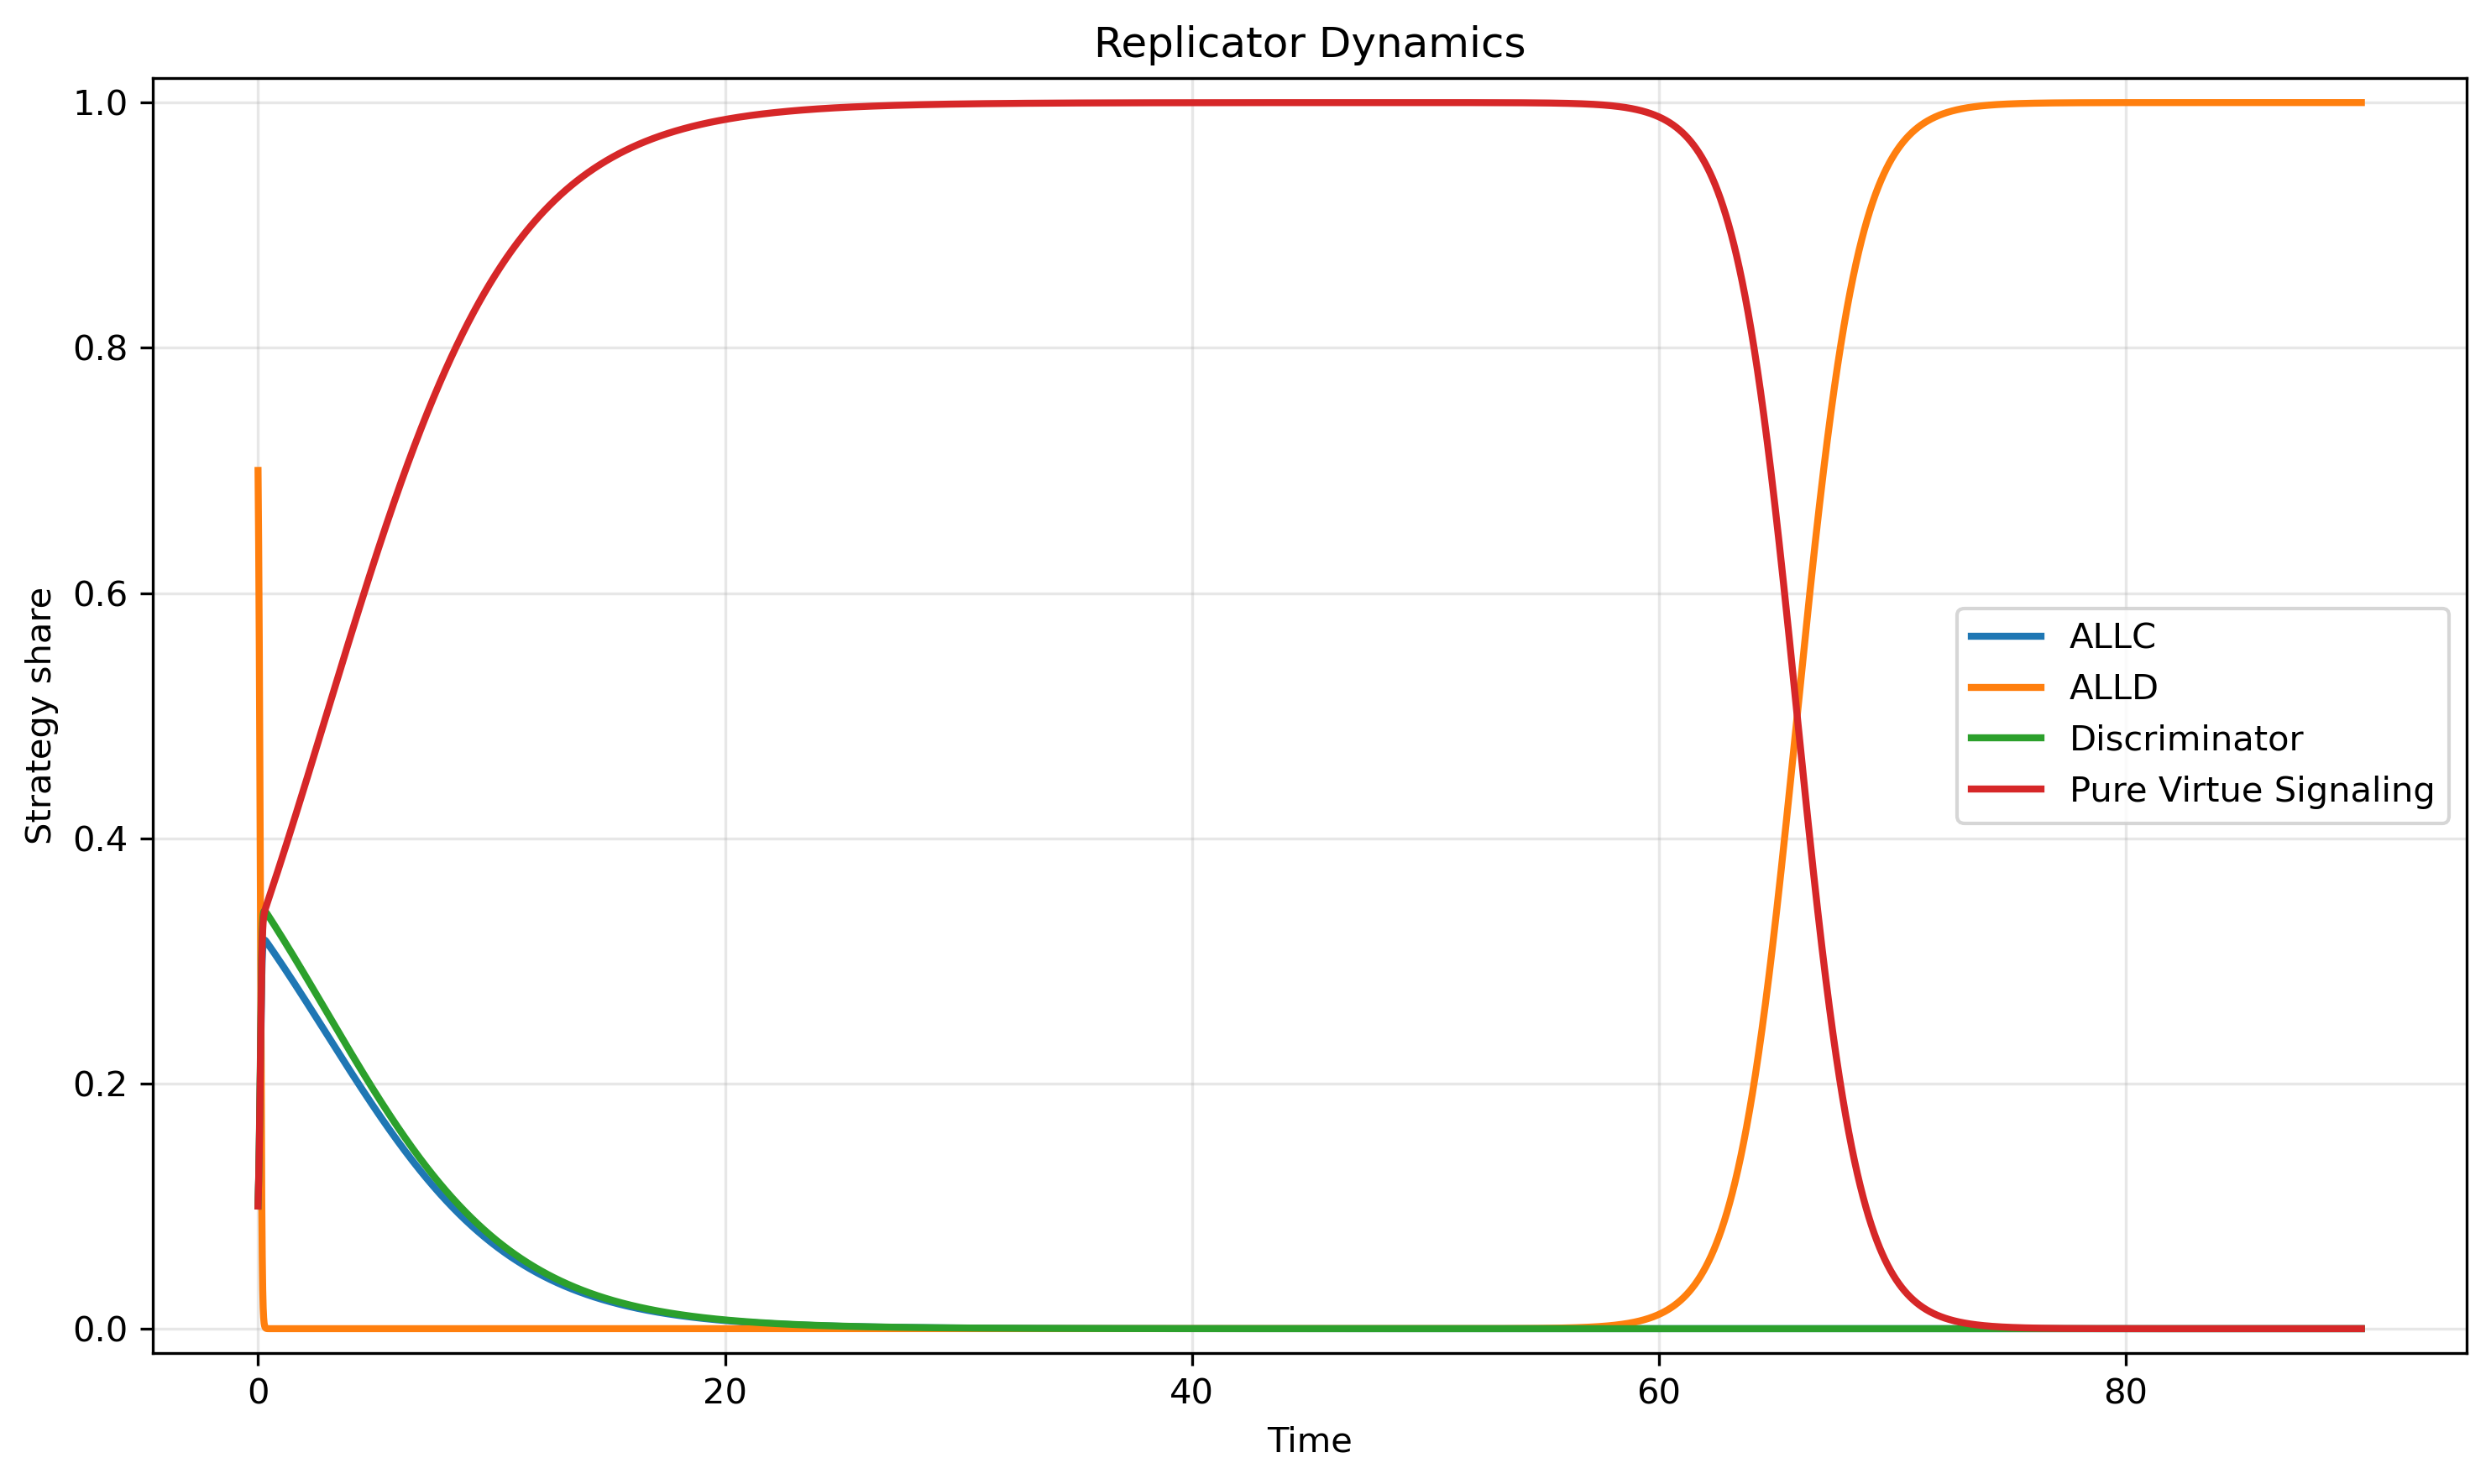 Replicator Dynamics
Strategy share
1.0
0.8
0.6
0.4
0.2
0.0
ALLC
ALLD
Discriminator
Pure Virtue Signaling
0
20
40
60
80
Time